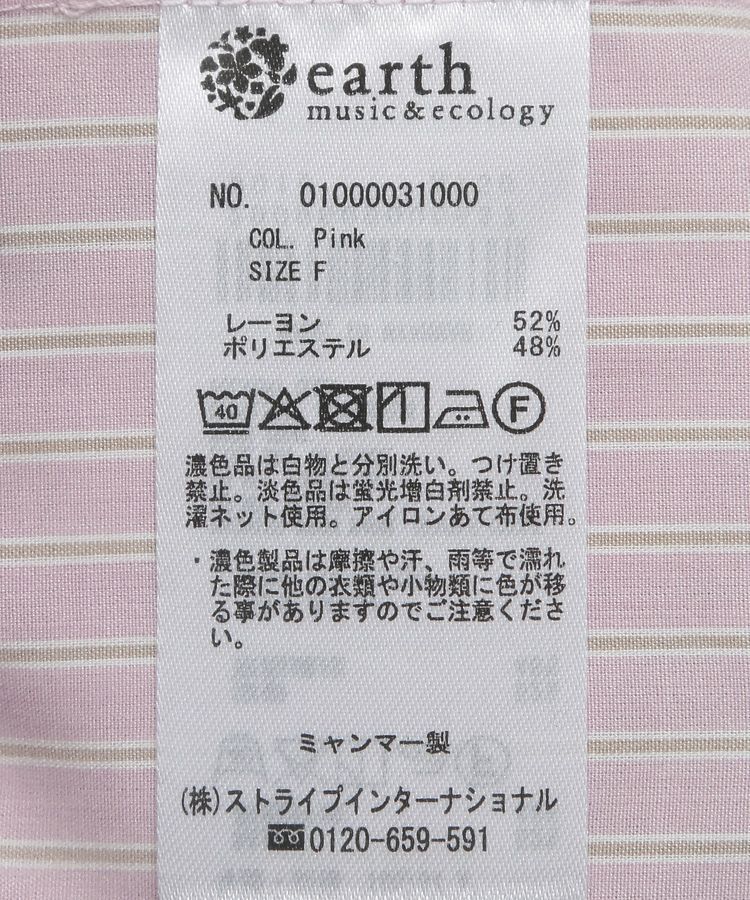 earth
music&ecology
NO. 01000031000
COL. Pink
SIZE F
レーヨン 52%
ポリエステル 48%
40 F
濃色品は白物と分別洗い。つけ置き
禁止。淡色品は蛍光増白剤禁止。洗
濯ネット使用。アイロンあて布使用。
・濃色製品は摩擦や汗、雨等で濡れ
た際に他の衣類や小物類に色が移
る事がありますのでご注意くださ
い。
ミャンマー製
(株)ストライプインターナショナル
0120-659-591